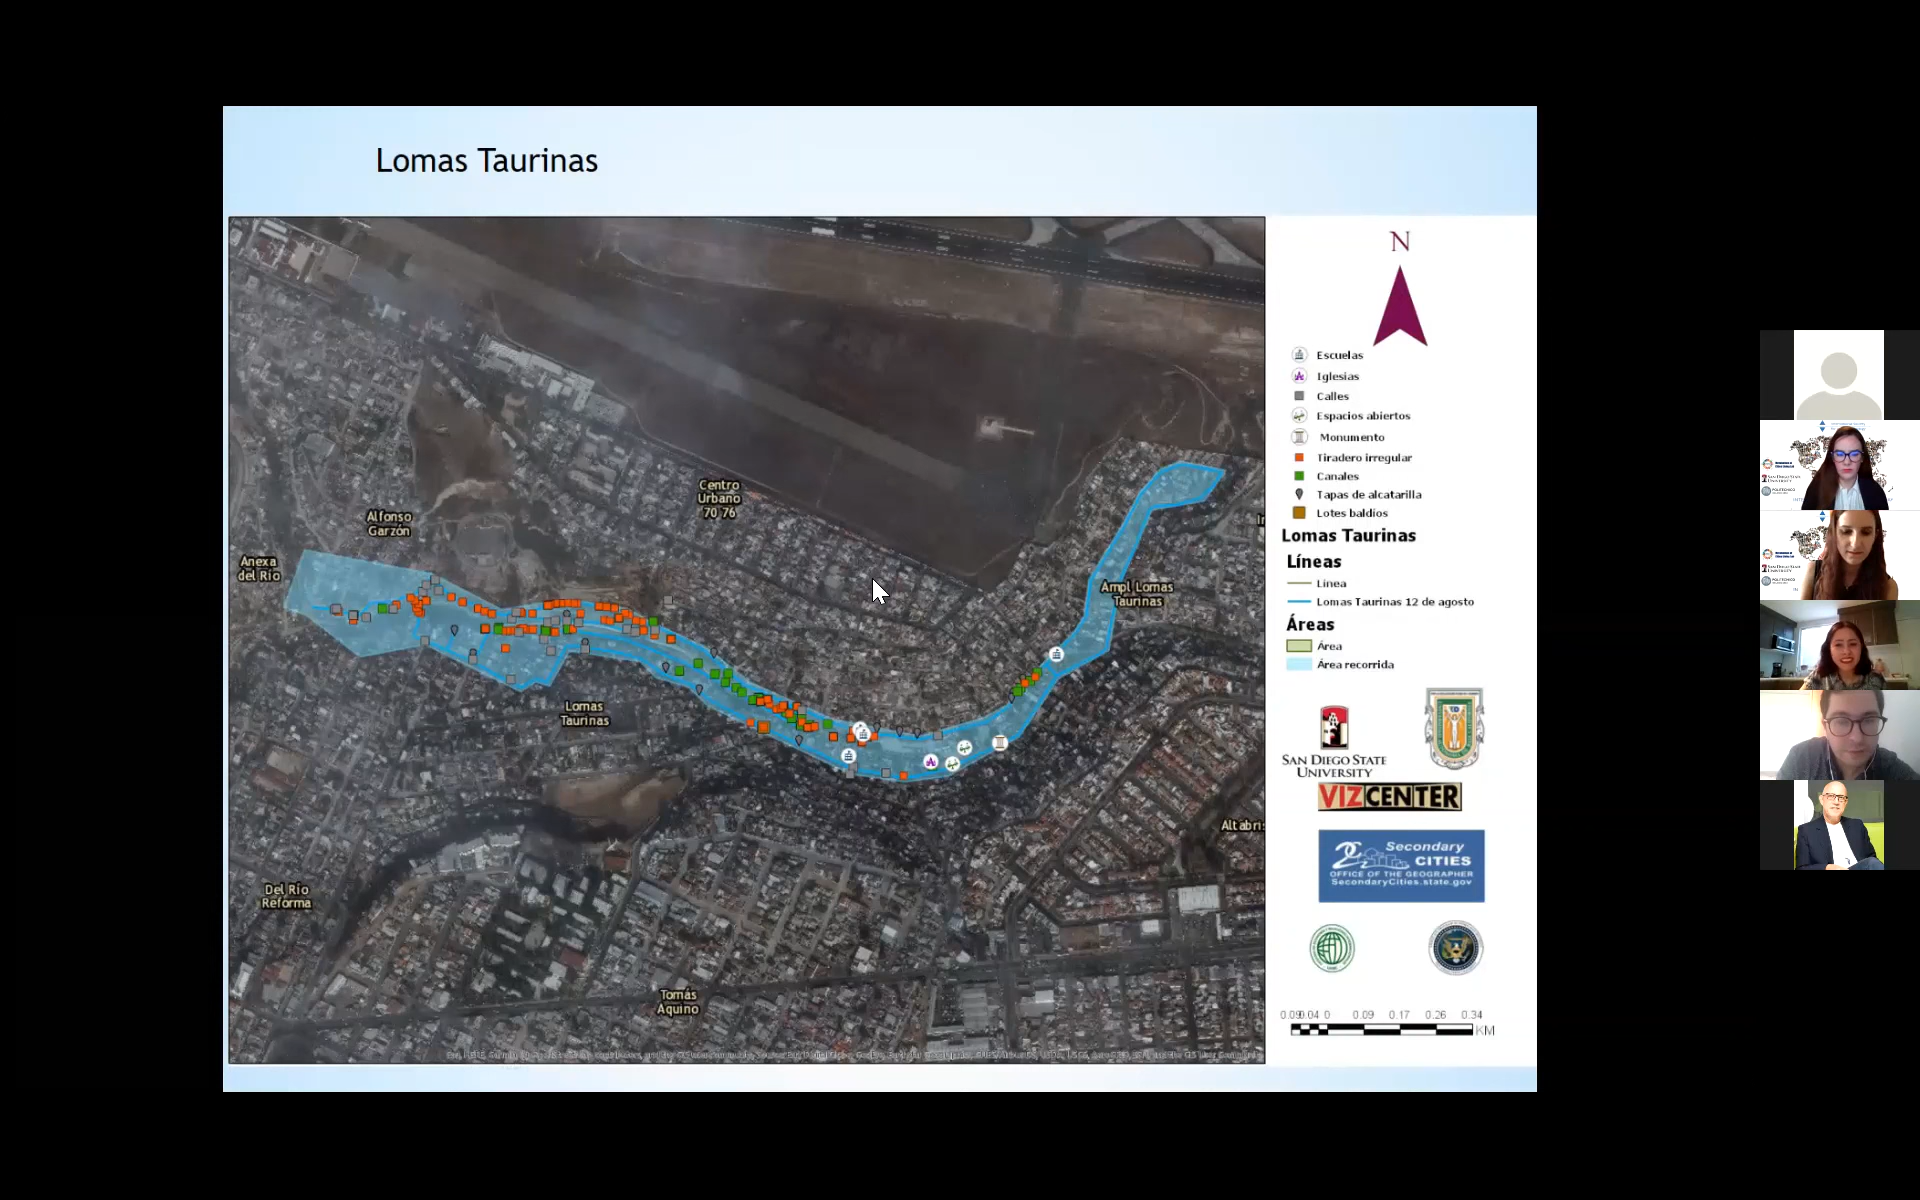 Lomas Taurinas
N
Escuelas
Iglesias
Calles
Espacios abiertos
Monumento
Tiradero irregular
Canales
Tapas de alcatarilla
Lotes baldíos
Lomas Taurinas
Líneas
Línea
Lomas Taurinas 12 de agosto
Áreas
Área
Área recorrida
SAN DIEGO STATE
UNIVERSITY
VIZCENTER
2C Secondary
CITIES
OFFICE OF THE GEOGRAPHER
SecondaryCities.state.gov
0.09 0.04 0 0.09 0.17 0.26 0.34
KM
Centro
Urbano
70 76
Alfonso
Garzón
Anexa
del Río
Ampl Lomas
Taurinas
Lomas
Taurinas
Altabris
Del Río
Reforma
Tomás
Aquino